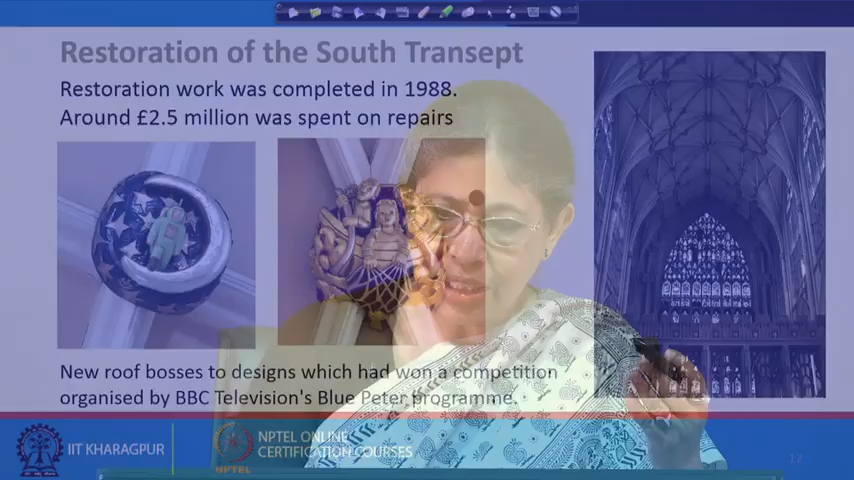 Restoration of the South Transept
Restoration work was completed in 1988.
Around £2.5 million was spent on repairs
New roof bosses to designs which had won a competition
organised by BBC Television's Blue Peter programme.
IIT KHARAGPUR
NPTEL
NPTEL ONLINE
CERTIFICATION COURSES
12